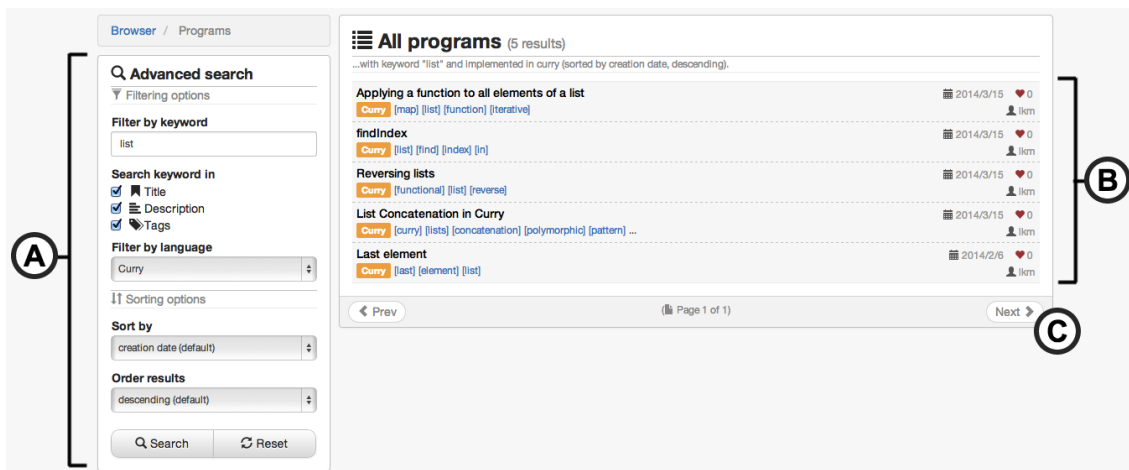 Browser / Programs
A
Advanced search
Filtering options
Filter by keyword
list
Search keyword in
Title
Description
Tags
Filter by language
Curry
Sorting options
Sort by
creation date (default)
Order results
descending (default)
Search Reset
All programs (5 results)
...with keyword "list" and implemented in curry (sorted by creation date, descending).
Applying a function to all elements of a list 2014/3/15 0
Curry [map] [list] [function] [iterative] lkm
findIndex 2014/3/15 0
Curry [list] [find] [index] [in] lkm
Reversing lists 2014/3/15 0
Curry [functional] [list] [reverse] lkm
List Concatenation in Curry 2014/3/15 0
Curry [curry] [lists] [concatenation] [polymorphic] [pattern] ... lkm
Last element 2014/2/6 0
Curry [last] [element] [list] lkm
B
Prev (Page 1 of 1) Next
C